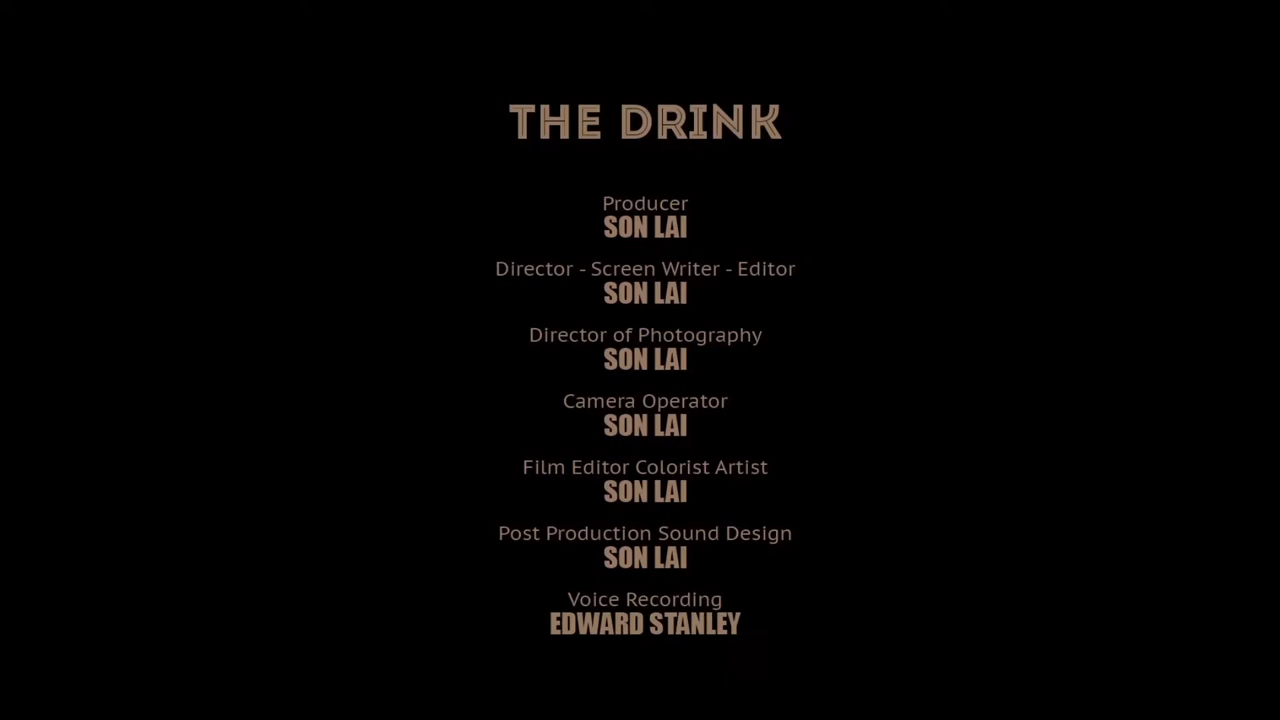 THE DRINK
Producer
SON LAI
Director - Screen Writer - Editor
SON LAI
Director of Photography
SON LAI
Camera Operator
SON LAI
Film Editor Colorist Artist
SON LAI
Post Production Sound Design
SON LAI
Voice Recording
EDWARD STANLEY